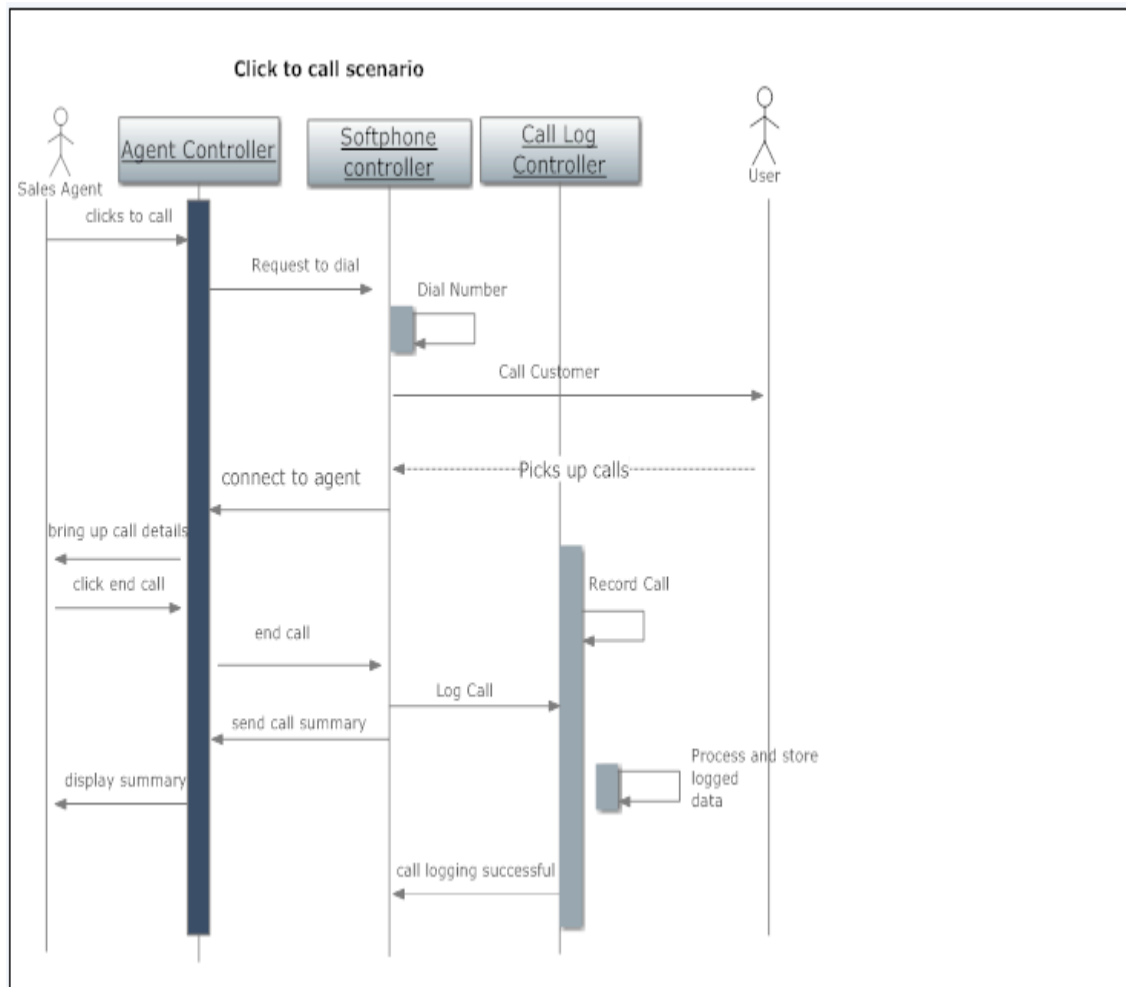 Click to call scenario
Agent Controller
Softphone
controller
Call Log
Controller
Sales Agent
User
clicks to call
Request to dial
Dial Number
Call Customer
Picks up calls
connect to agent
bring up call details
Record Call
click end call
end call
Log Call
send call summary
Process and store
logged
data
display summary
call logging successful